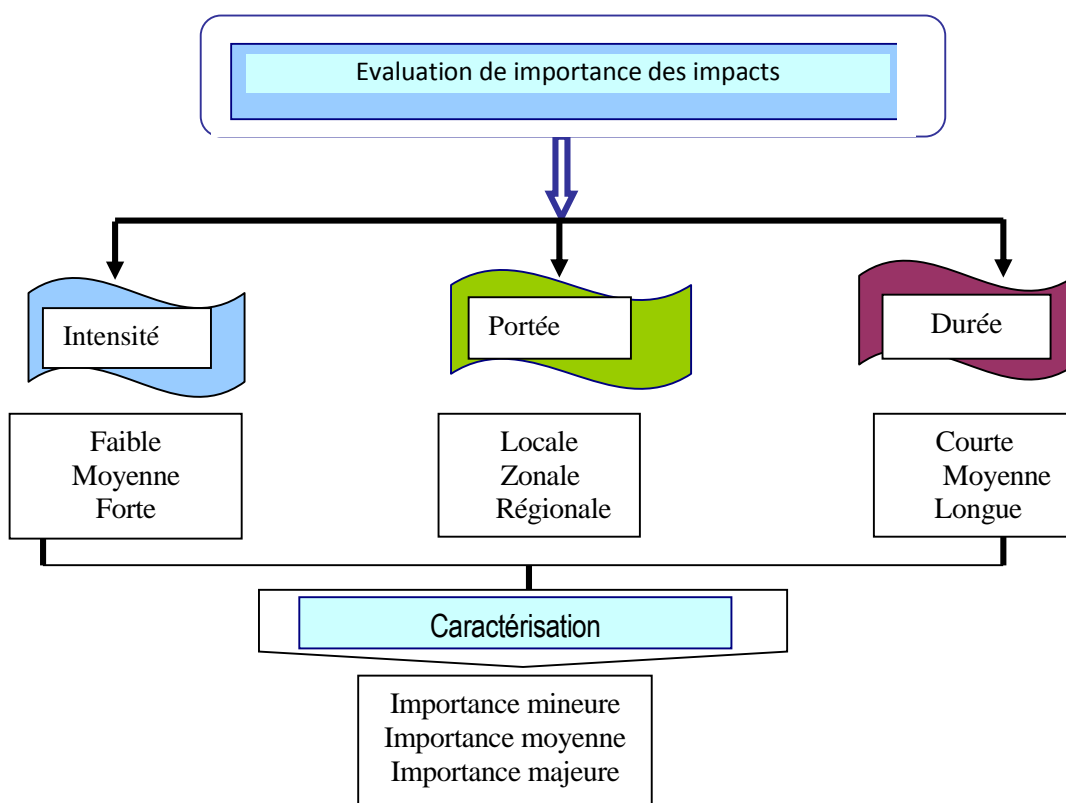 Evaluation de importance des impacts
Intensité
Portée
Durée
Faible
Moyenne
Forte
Locale
Zonale
Régionale
Courte
Moyenne
Longue
Caractérisation
Importance mineure
Importance moyenne
Importance majeure